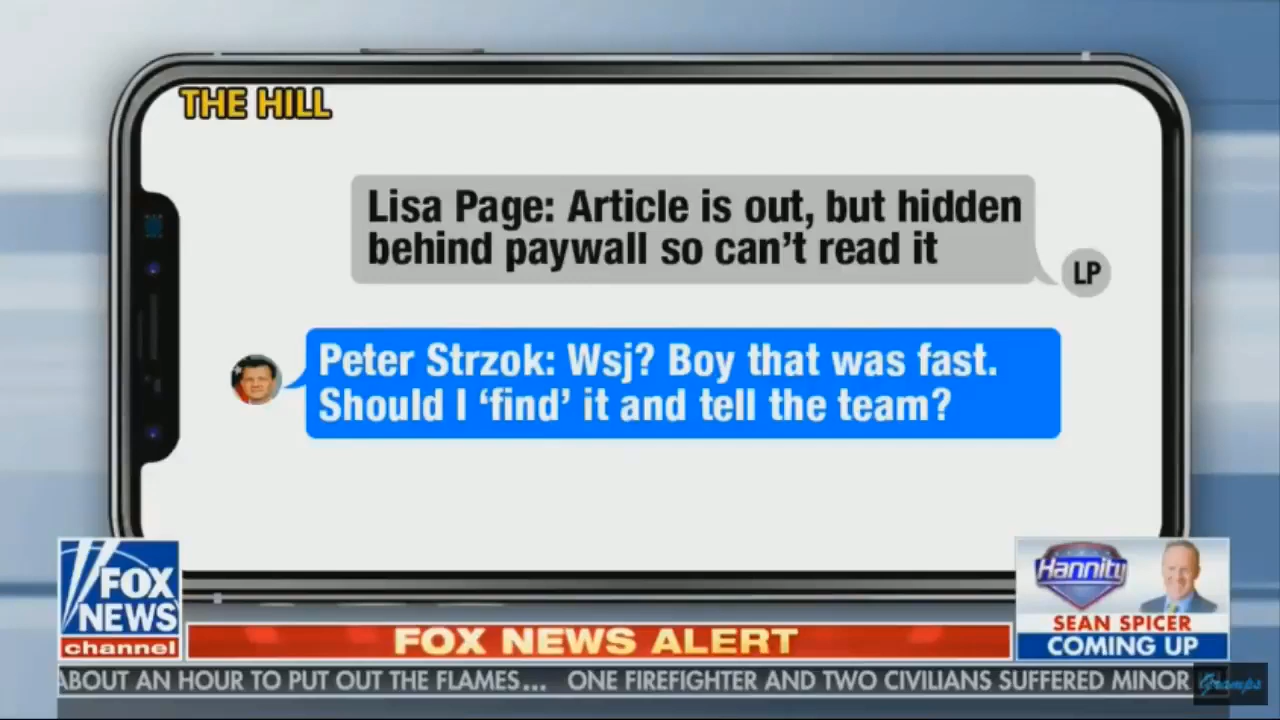 THE HILL
Lisa Page: Article is out, but hidden
behind paywall so can't read it
LP
Peter Strzok: Wsj? Boy that was fast.
Should I ‘find’ it and tell the team?
FOX
NEWS
channel
FOX NEWS ALERT
Hannity
SEAN SPICER
COMING UP
ABOUT AN HOUR TO PUT OUT THE FLAMES... ONE FIREFIGHTER AND TWO CIVILIANS SUFFERED MINOR
Gramps